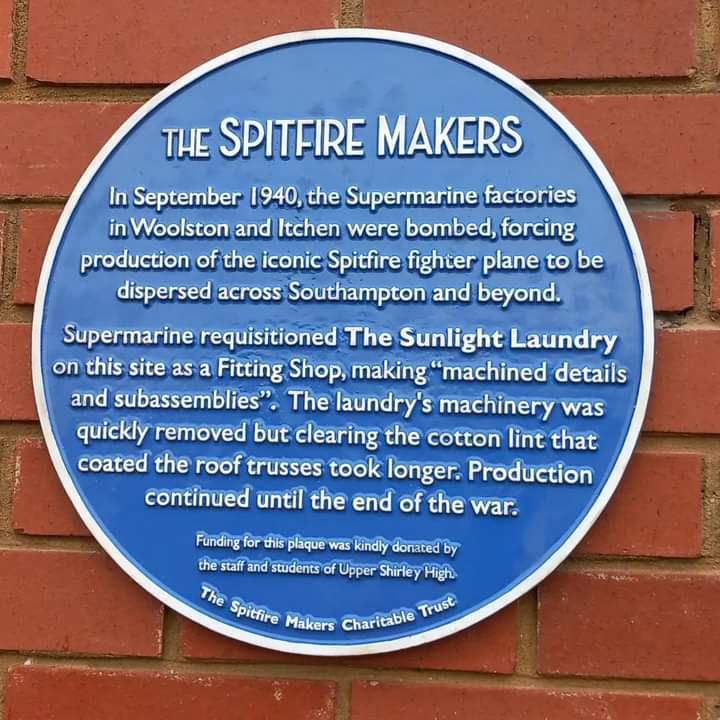 THE SPITFIRE MAKERS
In September 1940, the Supermarine factories
in Woolston and Itchen were bombed, forcing
production of the iconic Spitfire fighter plane to be
dispersed across Southampton and beyond.
Supermarine requisitioned The Sunlight Laundry
on this site as a Fitting Shop, making "machined details
and subassemblies". The laundry's machinery was
quickly removed but clearing the cotton lint that
coated the roof trusses took longer. Production
continued until the end of the war.
Funding for this plaque was kindly donated by
the staff and students of Upper Shirley High.
The Spitfire Makers Charitable Trust